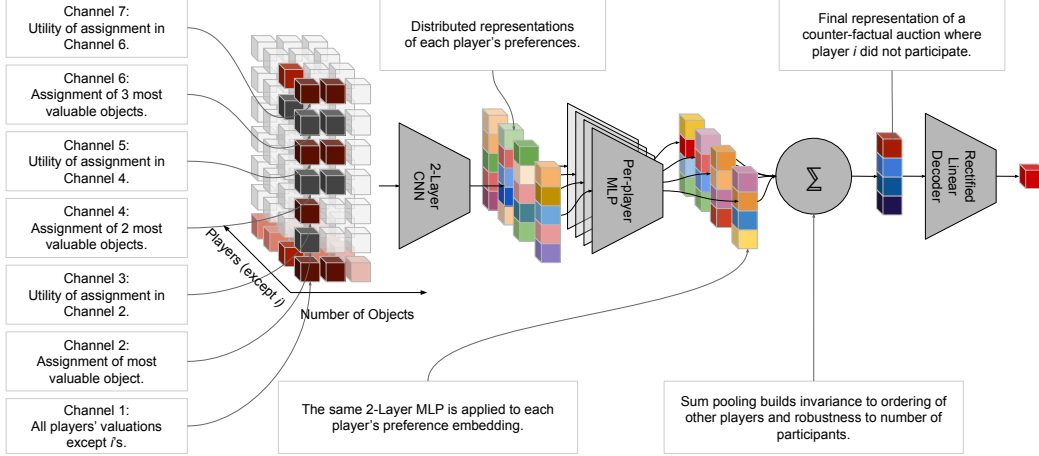 Channel 7:
Utility of assignment in
Channel 6.
Channel 6:
Assignment of 3 most
valuable objects.
Channel 5:
Utility of assignment in
Channel 4.
Channel 4:
Assignment of 2 most
valuable objects.
Channel 3:
Utility of assignment in
Channel 2.
Channel 2:
Assignment of most
valuable object.
Channel 1:
All players' valuations
except i's.
Players (except i)
Number of Objects
2-Layer
CNN
Distributed representations
of each player's preferences.
Per-player
MLP
The same 2-Layer MLP is applied to each
player's preference embedding.
Σ
Sum pooling builds invariance to ordering of
other players and robustness to number of
participants.
Final representation of a
counter-factual auction where
player i did not participate.
Rectified
Linear
Decoder